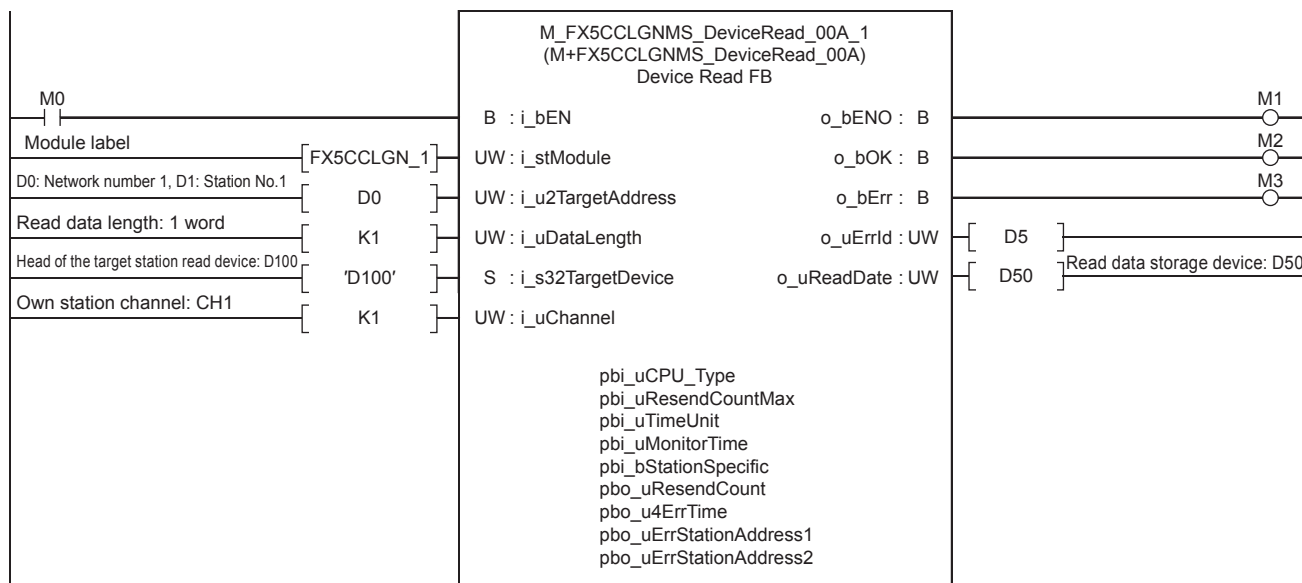 M_FX5CCLGNMS_DeviceRead_00A_1
(M+FX5CCLGNMS_DeviceRead_00A)
Device Read FB
M0
B : i_bEN
o_bENO : B
M1
Module label
FX5CCLGN_1
UW : i_stModule
o_bOK : B
M2
D0: Network number 1, D1: Station No.1
D0
UW : i_u2TargetAddress
o_bErr : B
M3
Read data length: 1 word
K1
UW : i_uDataLength
o_uErrId : UW
D5
Head of the target station read device: D100
'D100'
S : i_s32TargetDevice
o_uReadDate : UW
D50
Read data storage device: D50
Own station channel: CH1
K1
UW : i_uChannel
pbi_uCPU_Type
pbi_uResendCountMax
pbi_uTimeUnit
pbi_uMonitorTime
pbi_bStationSpecific
pbo_uResendCount
pbo_u4ErrTime
pbo_uErrStationAddress1
pbo_uErrStationAddress2